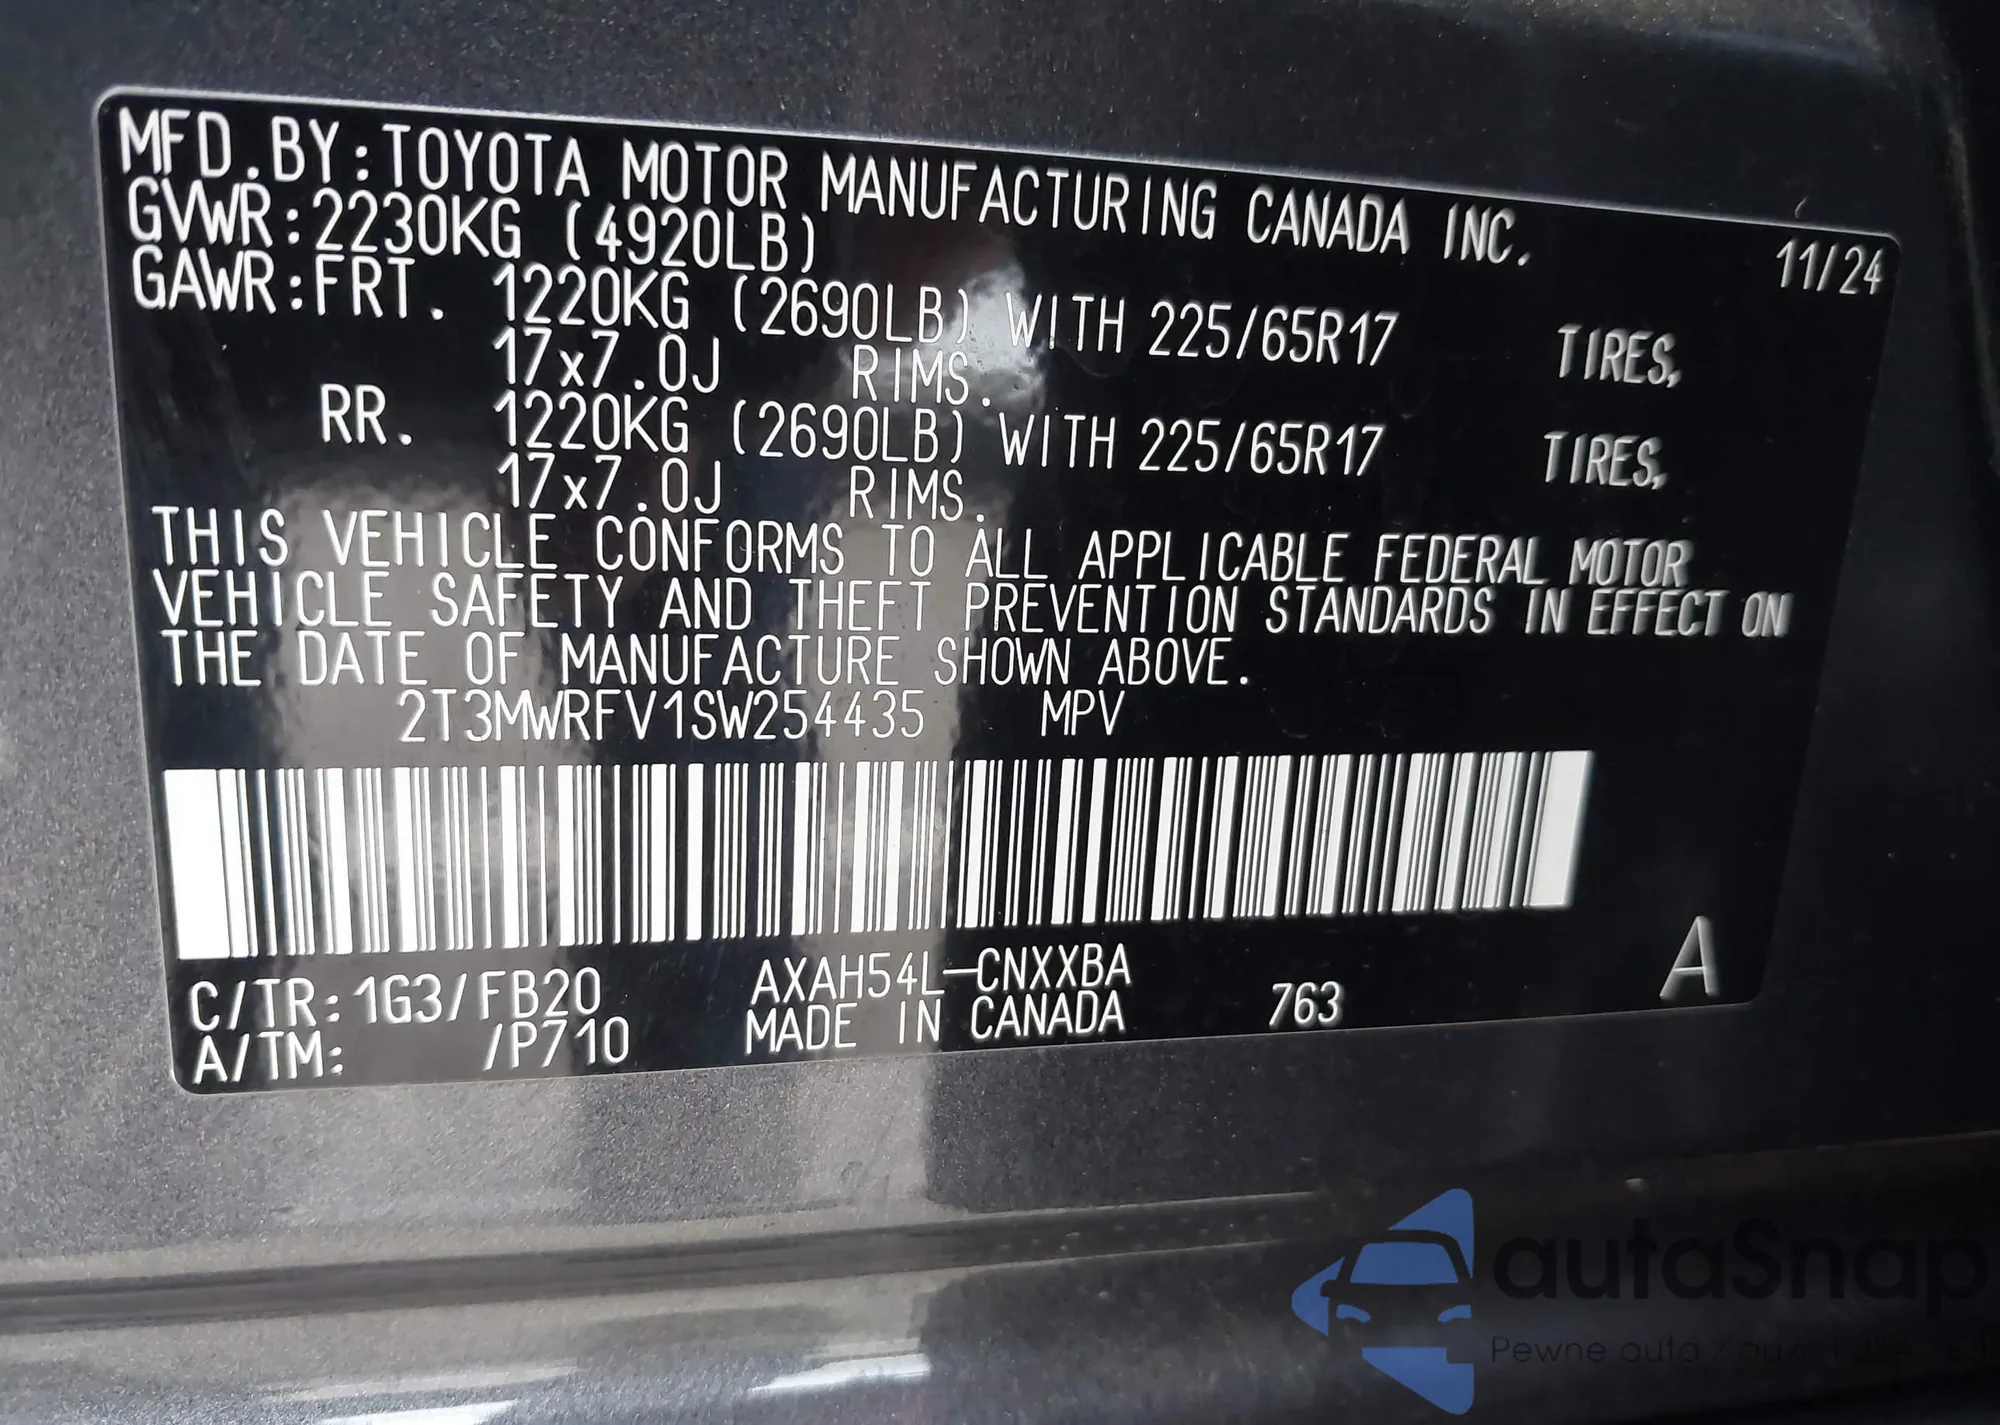 MFD.BY:TOYOTA MOTOR MANUFACTURING CANADA INC. 11/24
GVWR:2230KG (4920LB)
GAWR:FRT. 1220KG (2690LB) WITH 225/65R17 TIRES,
17x7.0J RIMS.
RR. 1220KG (2690LB) WITH 225/65R17 TIRES,
17x7.0J RIMS.
THIS VEHICLE CONFORMS TO ALL APPLICABLE FEDERAL MOTOR
VEHICLE SAFETY AND THEFT PREVENTION STANDARDS IN EFFECT ON
THE DATE OF MANUFACTURE SHOWN ABOVE.
2T3MWRFV1SW254435 MPV
C/TR:1G3/FB20 AXAH54L-CNXXBA 763 A
A/TM: /P710 MADE IN CANADA
autaSnap
Pewne auta z